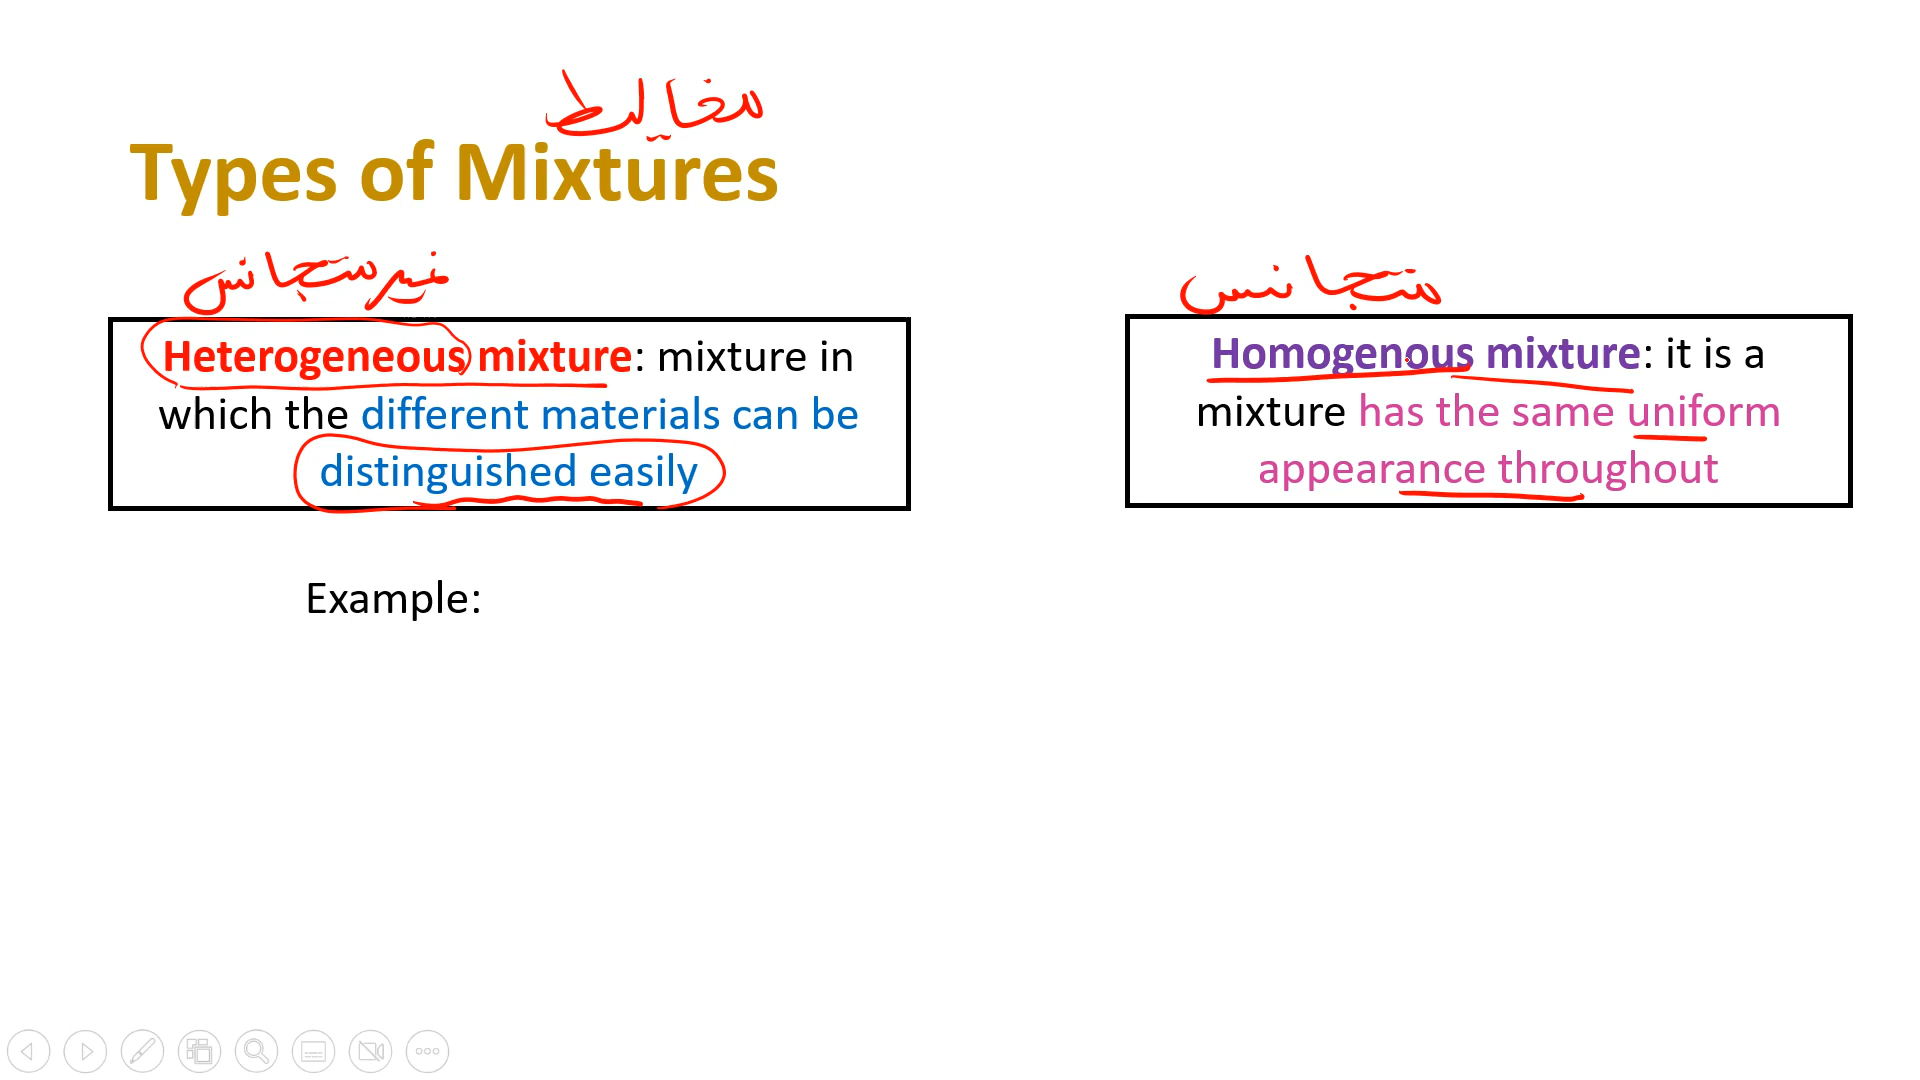 مخاليط
Types of Mixtures
غير متجانس
Heterogeneous mixture: mixture in
which the different materials can be
distinguished easily
متجانس
Homogenous mixture: it is a
mixture has the same uniform
appearance throughout
Example: